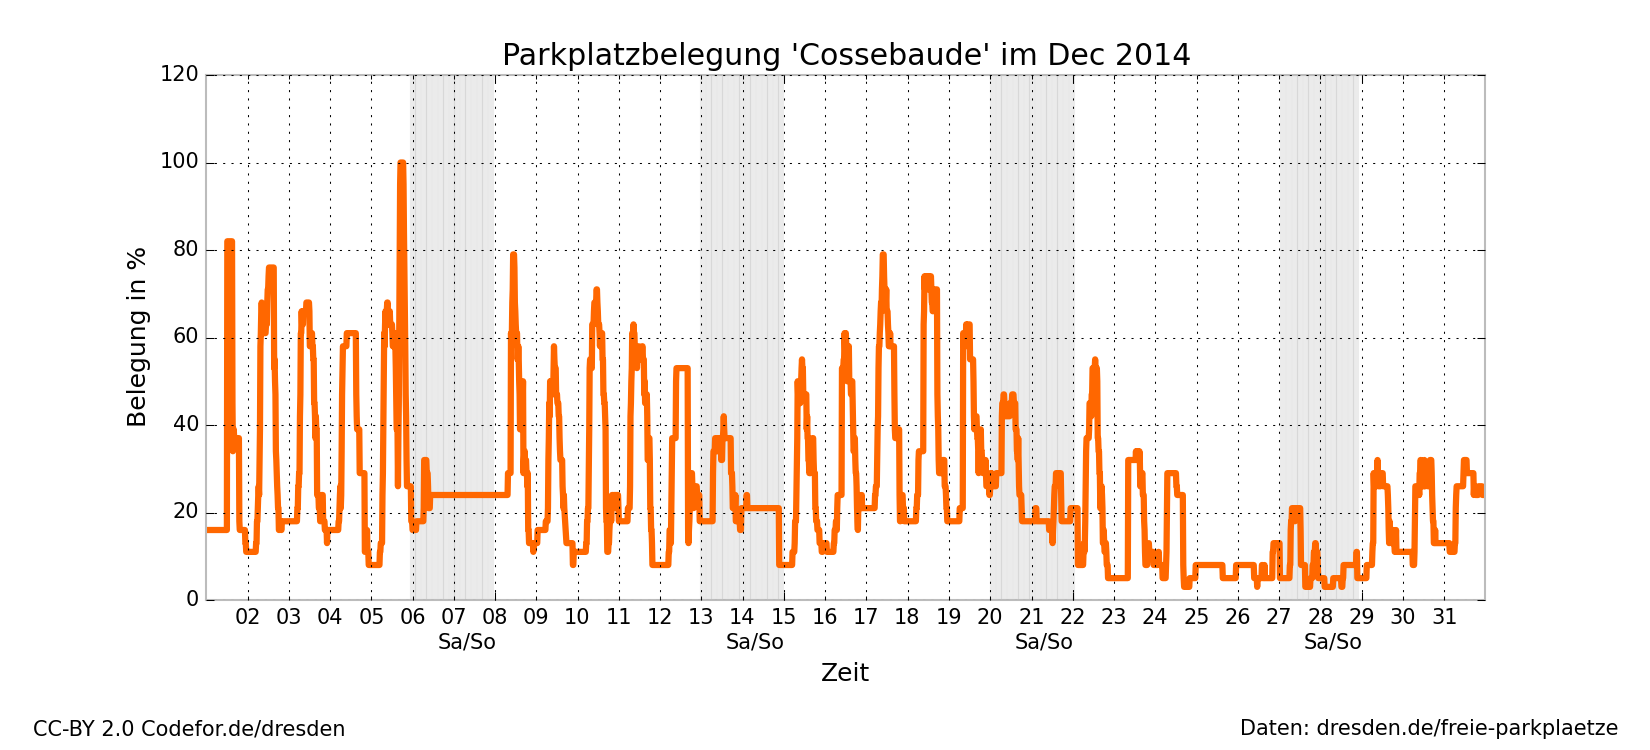 Parkplatzbelegung 'Cossebaude' im Dec 2014
120
100
80
60
40
20
0
Belegung in %
02 03 04 05 06 07 08 09 10 11 12 13 14 15 16 17 18 19 20 21 22 23 24 25 26 27 28 29 30 31
Sa/So Sa/So Sa/So Sa/So
Zeit
CC-BY 2.0 Codefor.de/dresden
Daten: dresden.de/freie-parkplaetze